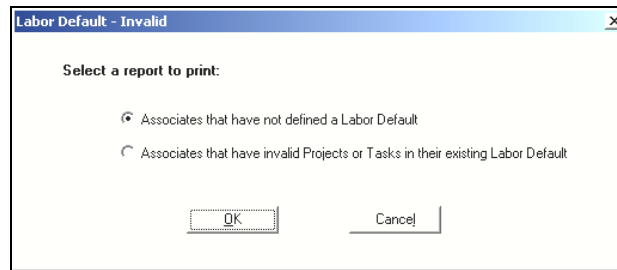 Labor Default - Invalid
Select a report to print:
Associates that have not defined a Labor Default
Associates that have invalid Projects or Tasks in their existing Labor Default
OK Cancel